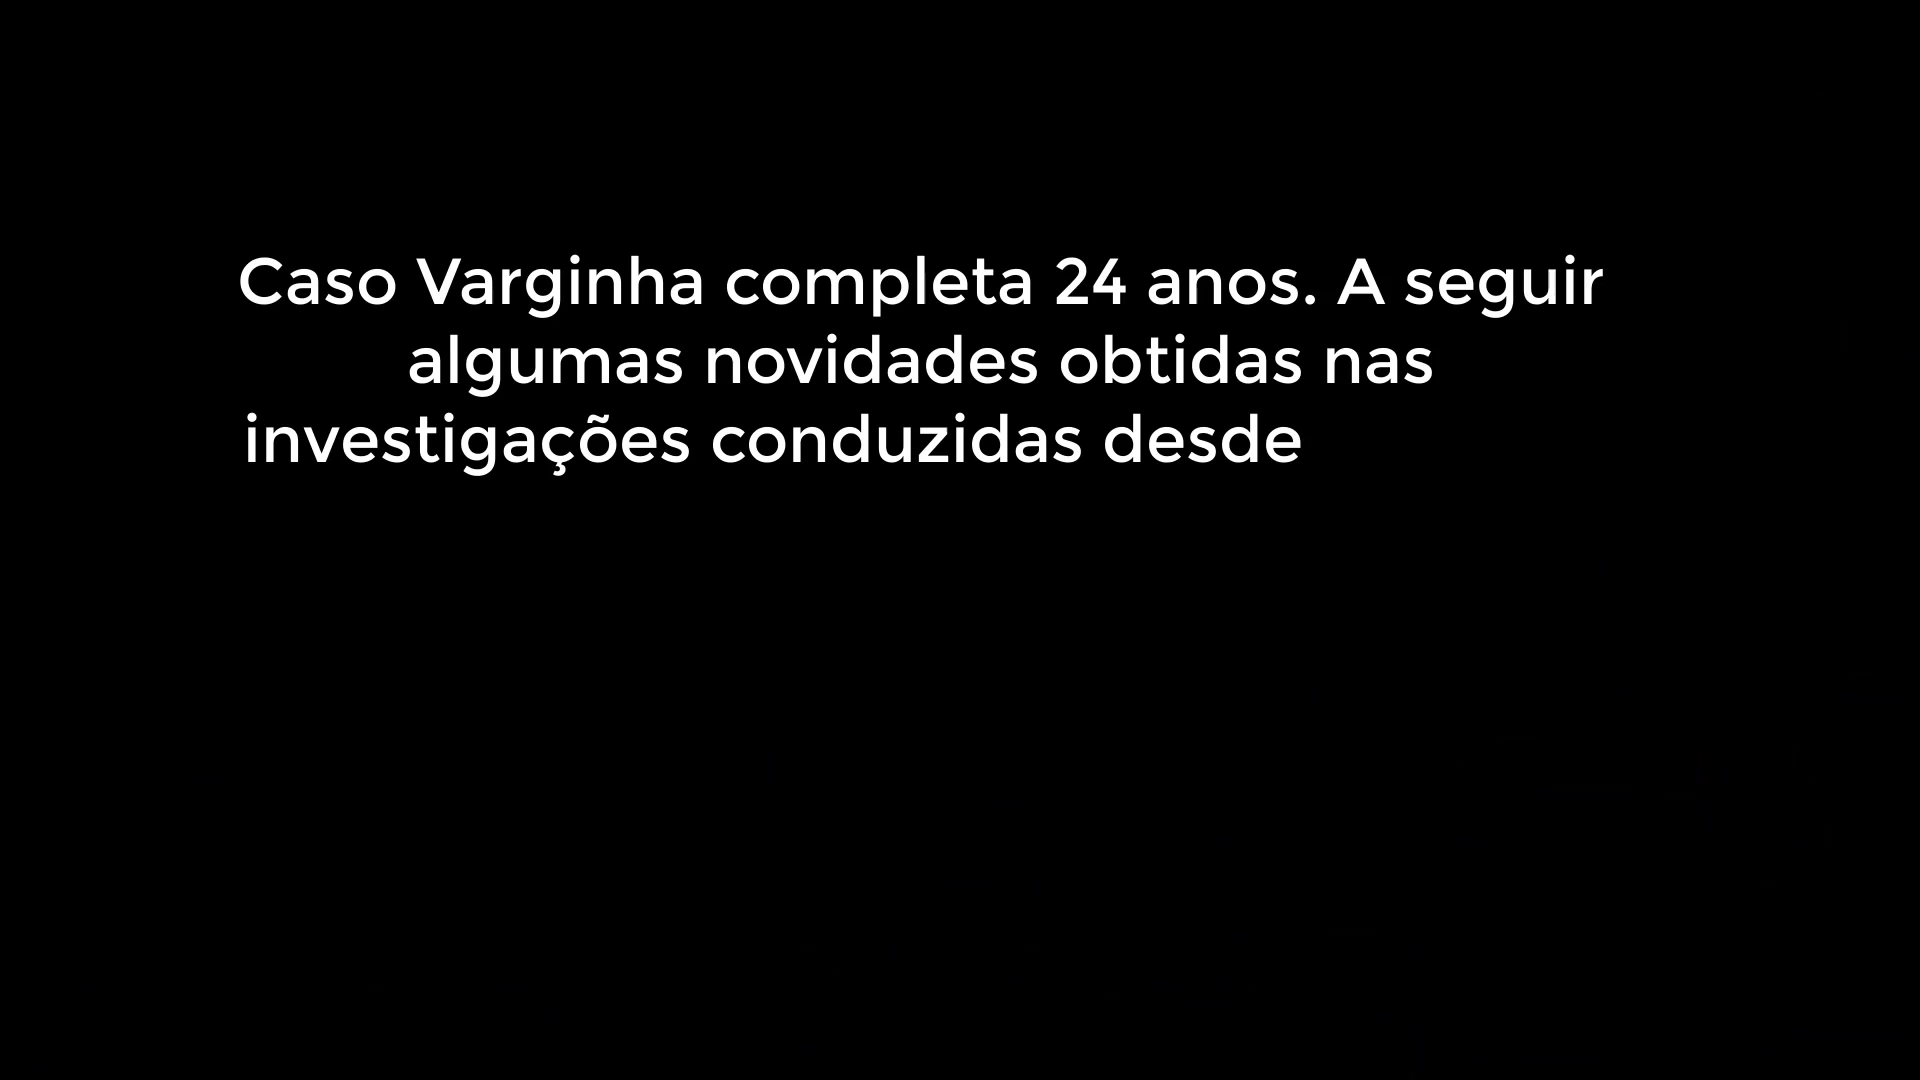 Caso Varginha completa 24 anos. A seguir
algumas novidades obtidas nas
investigações conduzidas desde